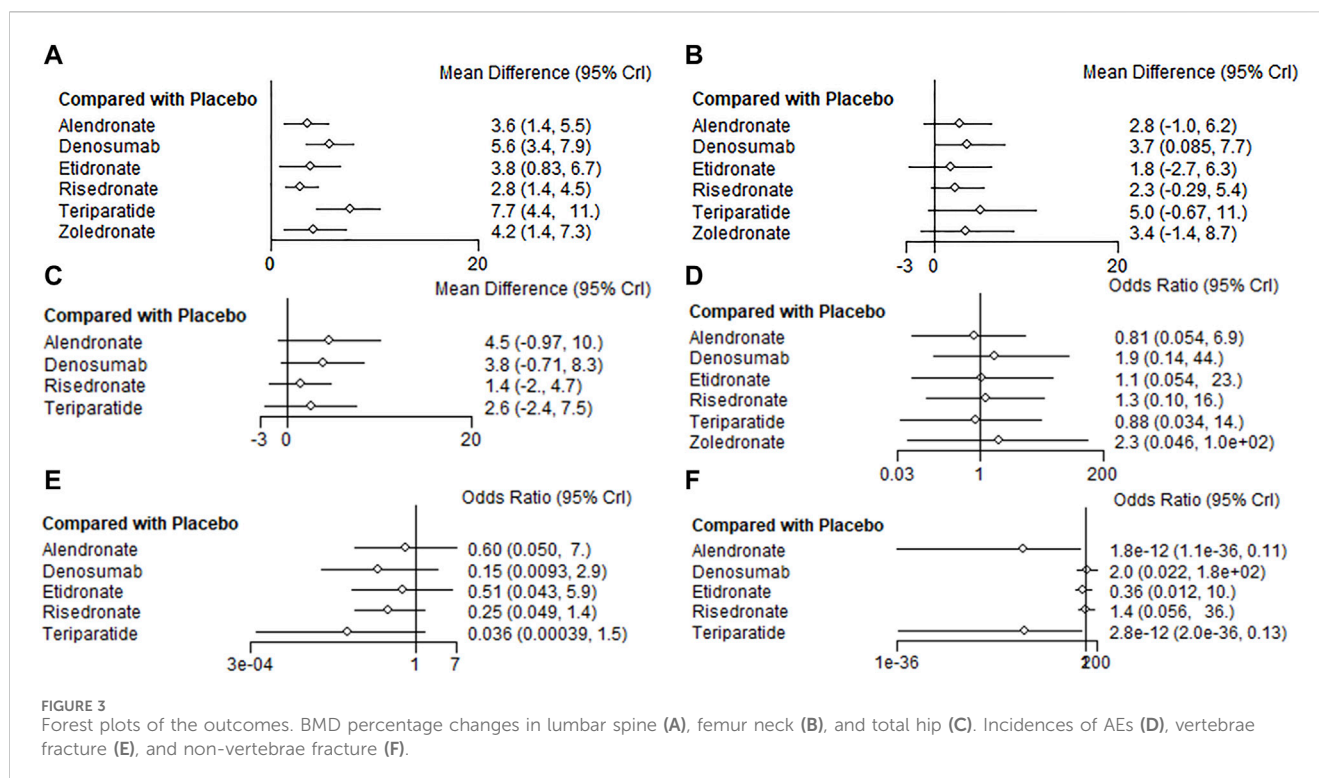 A
Mean Difference (95% CrI)
Compared with Placebo
Alendronate 3.6 (1.4, 5.5)
Denosumab 5.6 (3.4, 7.9)
Etidronate 3.8 (0.83, 6.7)
Risedronate 2.8 (1.4, 4.5)
Teriparatide 7.7 (4.4, 11.)
Zoledronate 4.2 (1.4, 7.3)
0 20
B
Mean Difference (95% CrI)
Compared with Placebo
Alendronate 2.8 (-1.0, 6.2)
Denosumab 3.7 (0.085, 7.7)
Etidronate 1.8 (-2.7, 6.3)
Risedronate 2.3 (-0.29, 5.4)
Teriparatide 5.0 (-0.67, 11.)
Zoledronate 3.4 (-1.4, 8.7)
-3 0 20
C
Mean Difference (95% CrI)
Compared with Placebo
Alendronate 4.5 (-0.97, 10.)
Denosumab 3.8 (-0.71, 8.3)
Risedronate 1.4 (-2., 4.7)
Teriparatide 2.6 (-2.4, 7.5)
-3 0 20
D
Odds Ratio (95% CrI)
Compared with Placebo
Alendronate 0.81 (0.054, 6.9)
Denosumab 1.9 (0.14, 44.)
Etidronate 1.1 (0.054, 23.)
Risedronate 1.3 (0.10, 16.)
Teriparatide 0.88 (0.034, 14.)
Zoledronate 2.3 (0.046, 1.0e+02)
0.03 1 200
E
Odds Ratio (95% CrI)
Compared with Placebo
Alendronate 0.60 (0.050, 7.)
Denosumab 0.15 (0.0093, 2.9)
Etidronate 0.51 (0.043, 5.9)
Risedronate 0.25 (0.049, 1.4)
Teriparatide 0.036 (0.00039, 1.5)
3e-04 1 7
F
Odds Ratio (95% CrI)
Compared with Placebo
Alendronate 1.8e-12 (1.1e-36, 0.11)
Denosumab 2.0 (0.022, 1.8e+02)
Etidronate 0.36 (0.012, 10.)
Risedronate 1.4 (0.056, 36.)
Teriparatide 2.8e-12 (2.0e-36, 0.13)
1e-36 1 200
FIGURE 3
Forest plots of the outcomes. BMD percentage changes in lumbar spine (A), femur neck (B), and total hip (C). Incidences of AEs (D), vertebrae
fracture (E), and non-vertebrae fracture (F).